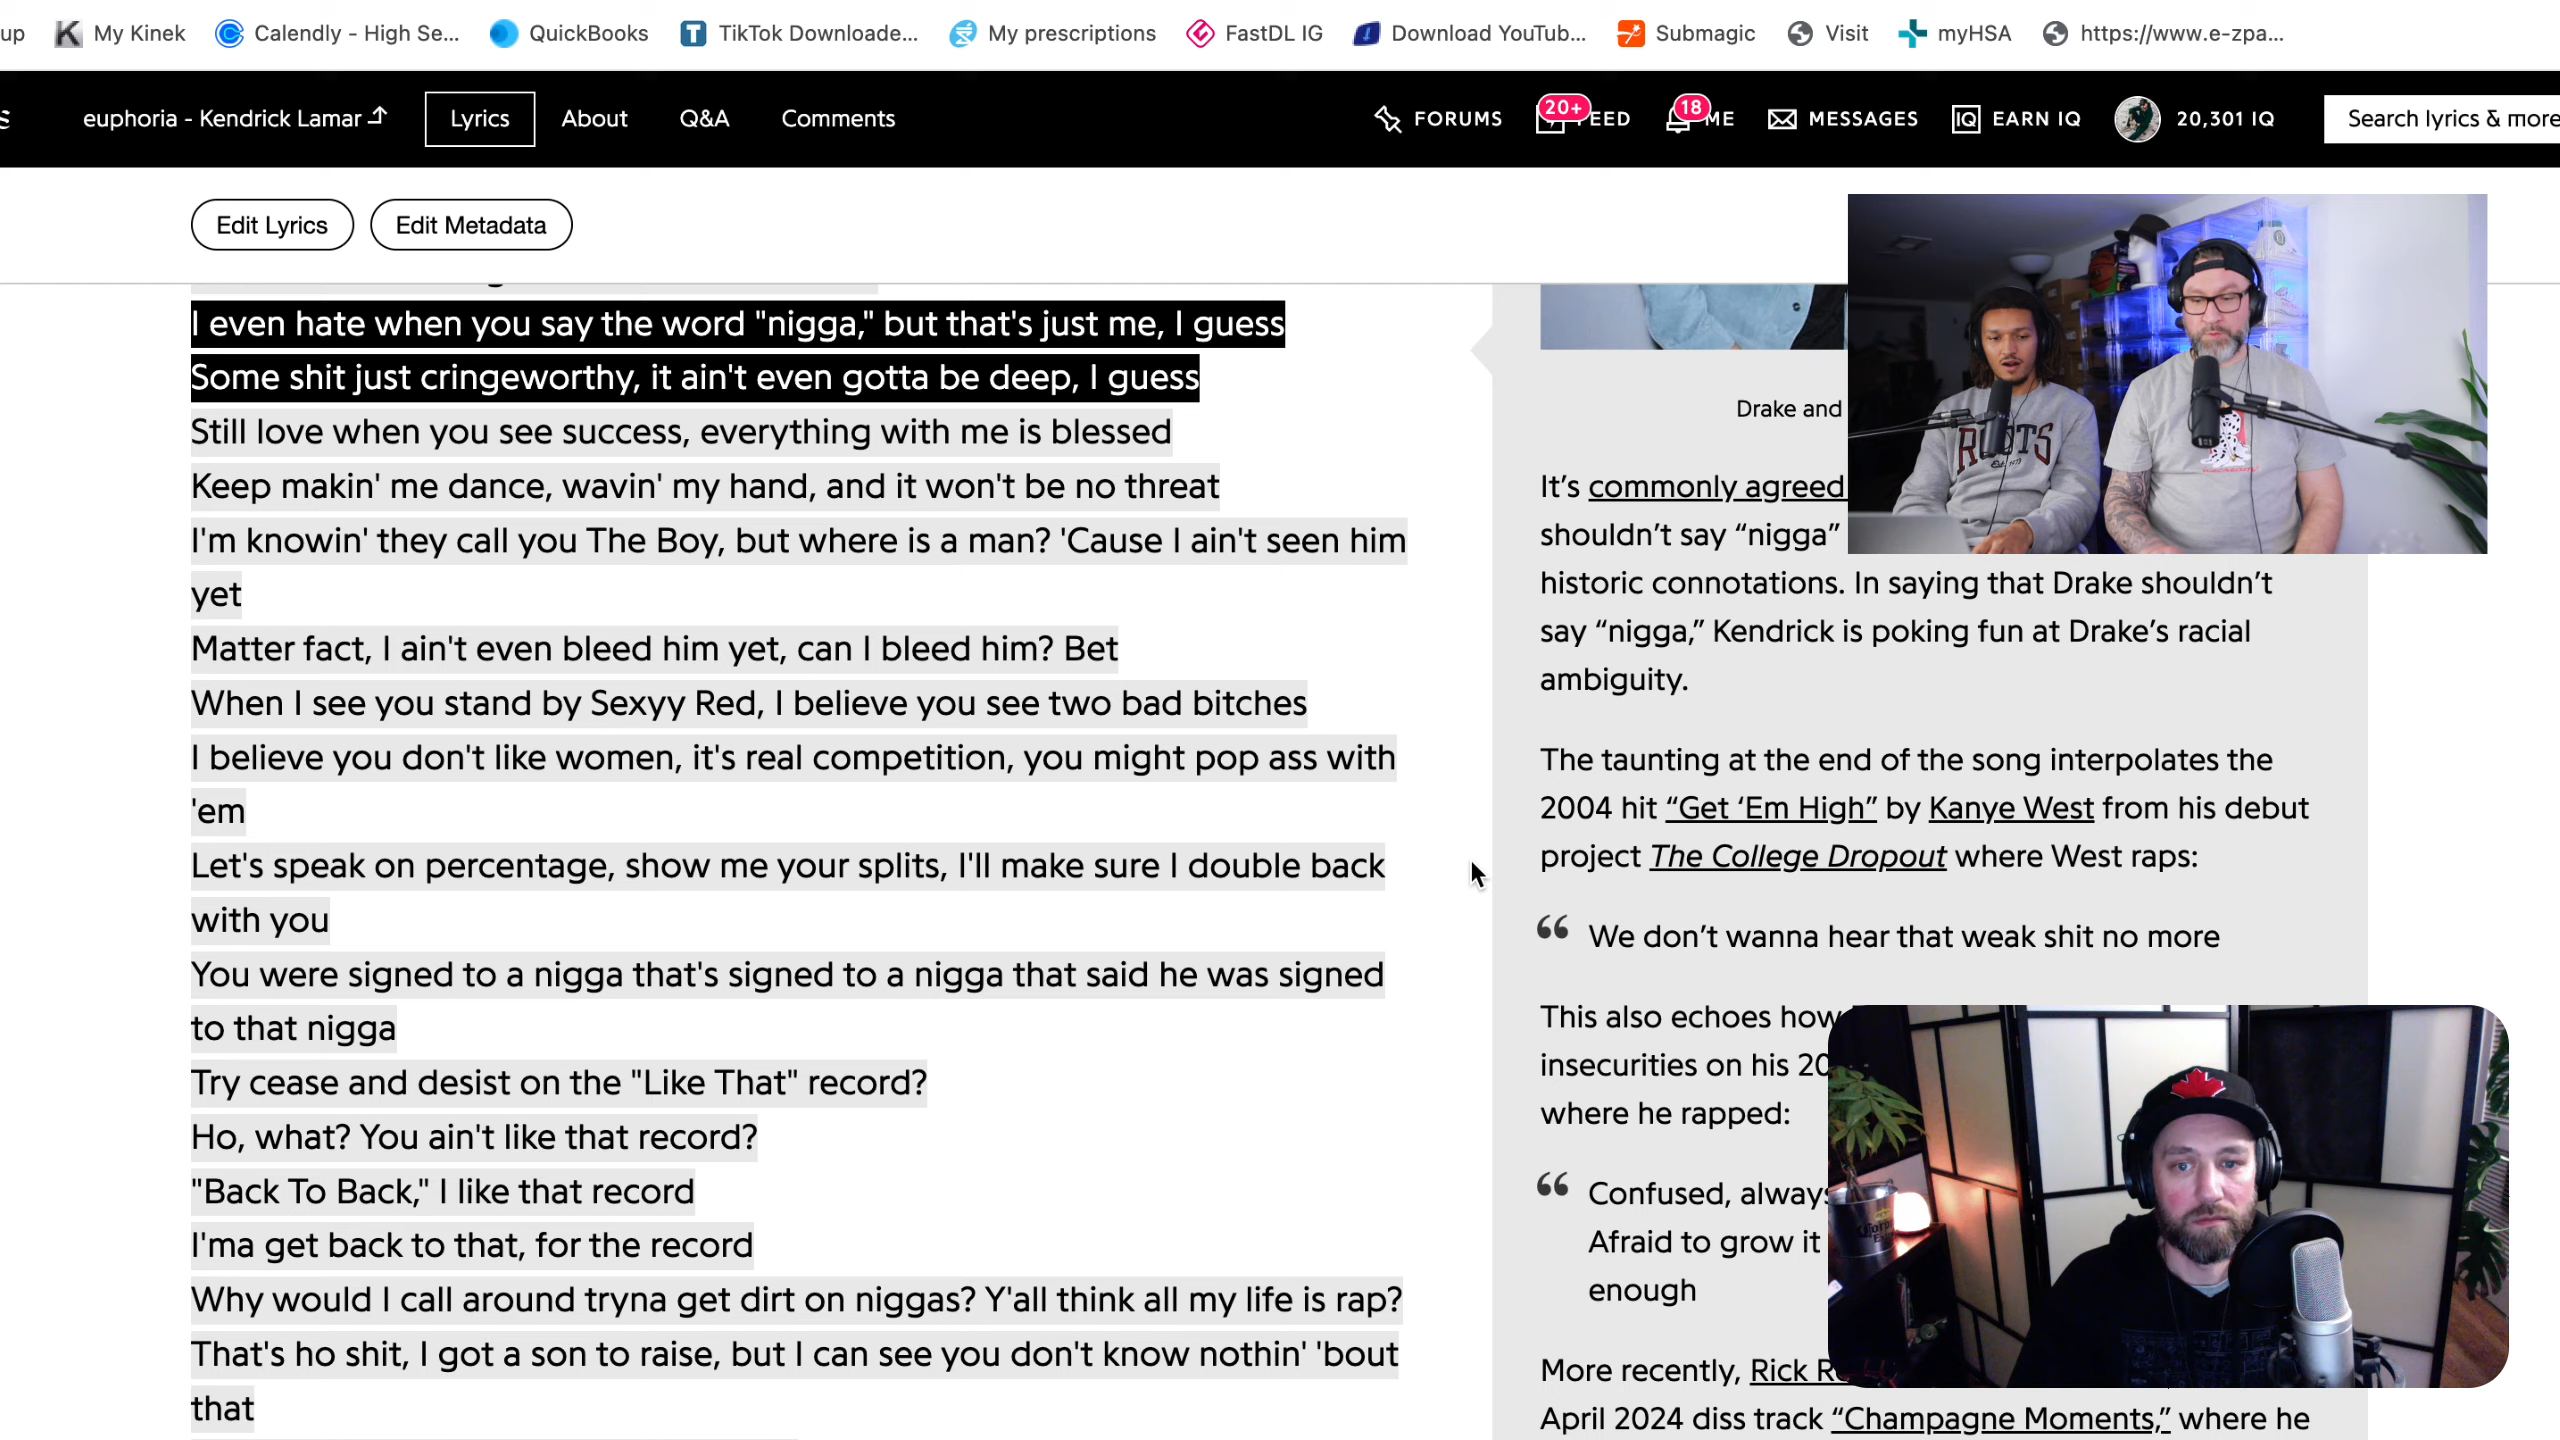 up My Kinek Calendly - High Se... QuickBooks TikTok Downloade... My prescriptions FastDL IG Download YouTub... Submagic Visit myHSA https://www.e-zpa...
euphoria - Kendrick Lamar Lyrics About Q&A Comments FORUMS 20+ FEED 18 ME MESSAGES IQ EARN IQ 20,301 IQ Search lyrics & more
Edit Lyrics Edit Metadata
I even hate when you say the word "nigga," but that's just me, I guess
Some shit just cringeworthy, it ain't even gotta be deep, I guess
Still love when you see success, everything with me is blessed
Keep makin' me dance, wavin' my hand, and it won't be no threat
I'm knowin' they call you The Boy, but where is a man? 'Cause I ain't seen him
yet
Matter fact, I ain't even bleed him yet, can I bleed him? Bet
When I see you stand by Sexyy Red, I believe you see two bad bitches
I believe you don't like women, it's real competition, you might pop ass with
'em
Let's speak on percentage, show me your splits, I'll make sure I double back
with you
You were signed to a nigga that's signed to a nigga that said he was signed
to that nigga
Try cease and desist on the "Like That" record?
Ho, what? You ain't like that record?
"Back To Back," I like that record
I'ma get back to that, for the record
Why would I call around tryna get dirt on niggas? Y'all think all my life is rap?
That's ho shit, I got a son to raise, but I can see you don't know nothin' 'bout
that
Drake and
It's commonly agreed
shouldn't say “nigga”
historic connotations. In saying that Drake shouldn't
say “nigga,” Kendrick is poking fun at Drake's racial
ambiguity.
The taunting at the end of the song interpolates the
2004 hit “Get ‘Em High” by Kanye West from his debut
project The College Dropout where West raps:
“ We don't wanna hear that weak shit no more
This also echoes how
insecurities on his 20
where he rapped:
“ Confused, always
Afraid to grow it
enough
More recently, Rick
April 2024 diss track “Champagne Moments,” where he
ROOTS